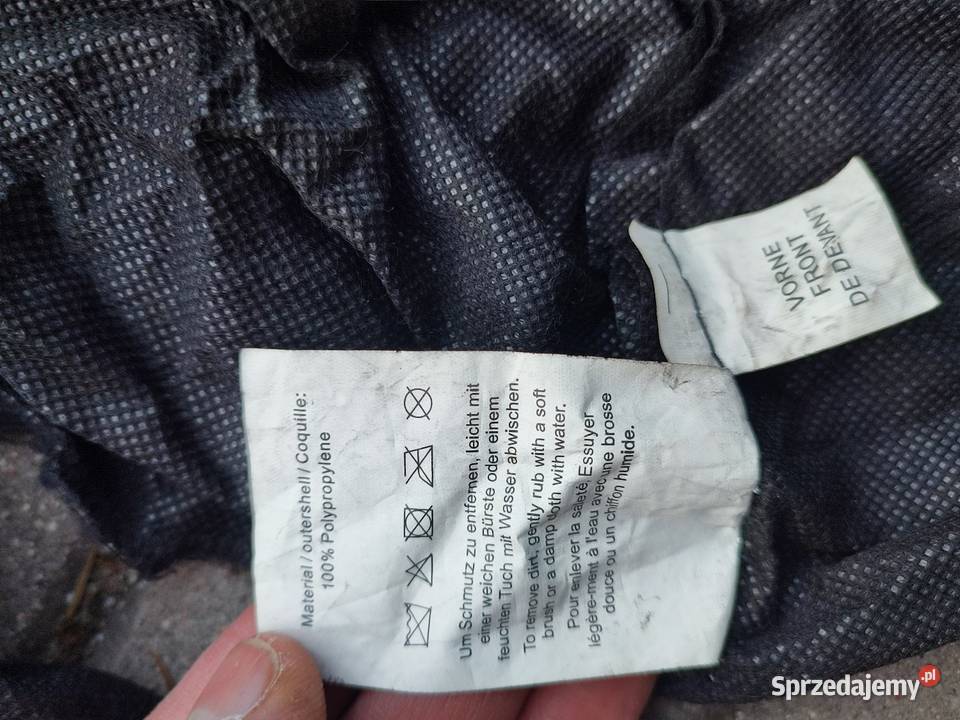 Material / outershell / Coquille:
100% Polypropylene
Um Schmutz zu entfernen, leicht mit
einer weichen Bürste oder einem
feuchten Tuch mit Wasser abwischen.
To remove dirt, gently rub with a soft
brush or a damp cloth with water.
Pour enlever la saleté, Essuyer
légère-ment à l'eau avec une brosse
douce ou un chiffon humide.
VORNE
FRONT
DE DEVANT
Sprzedajemy.pl